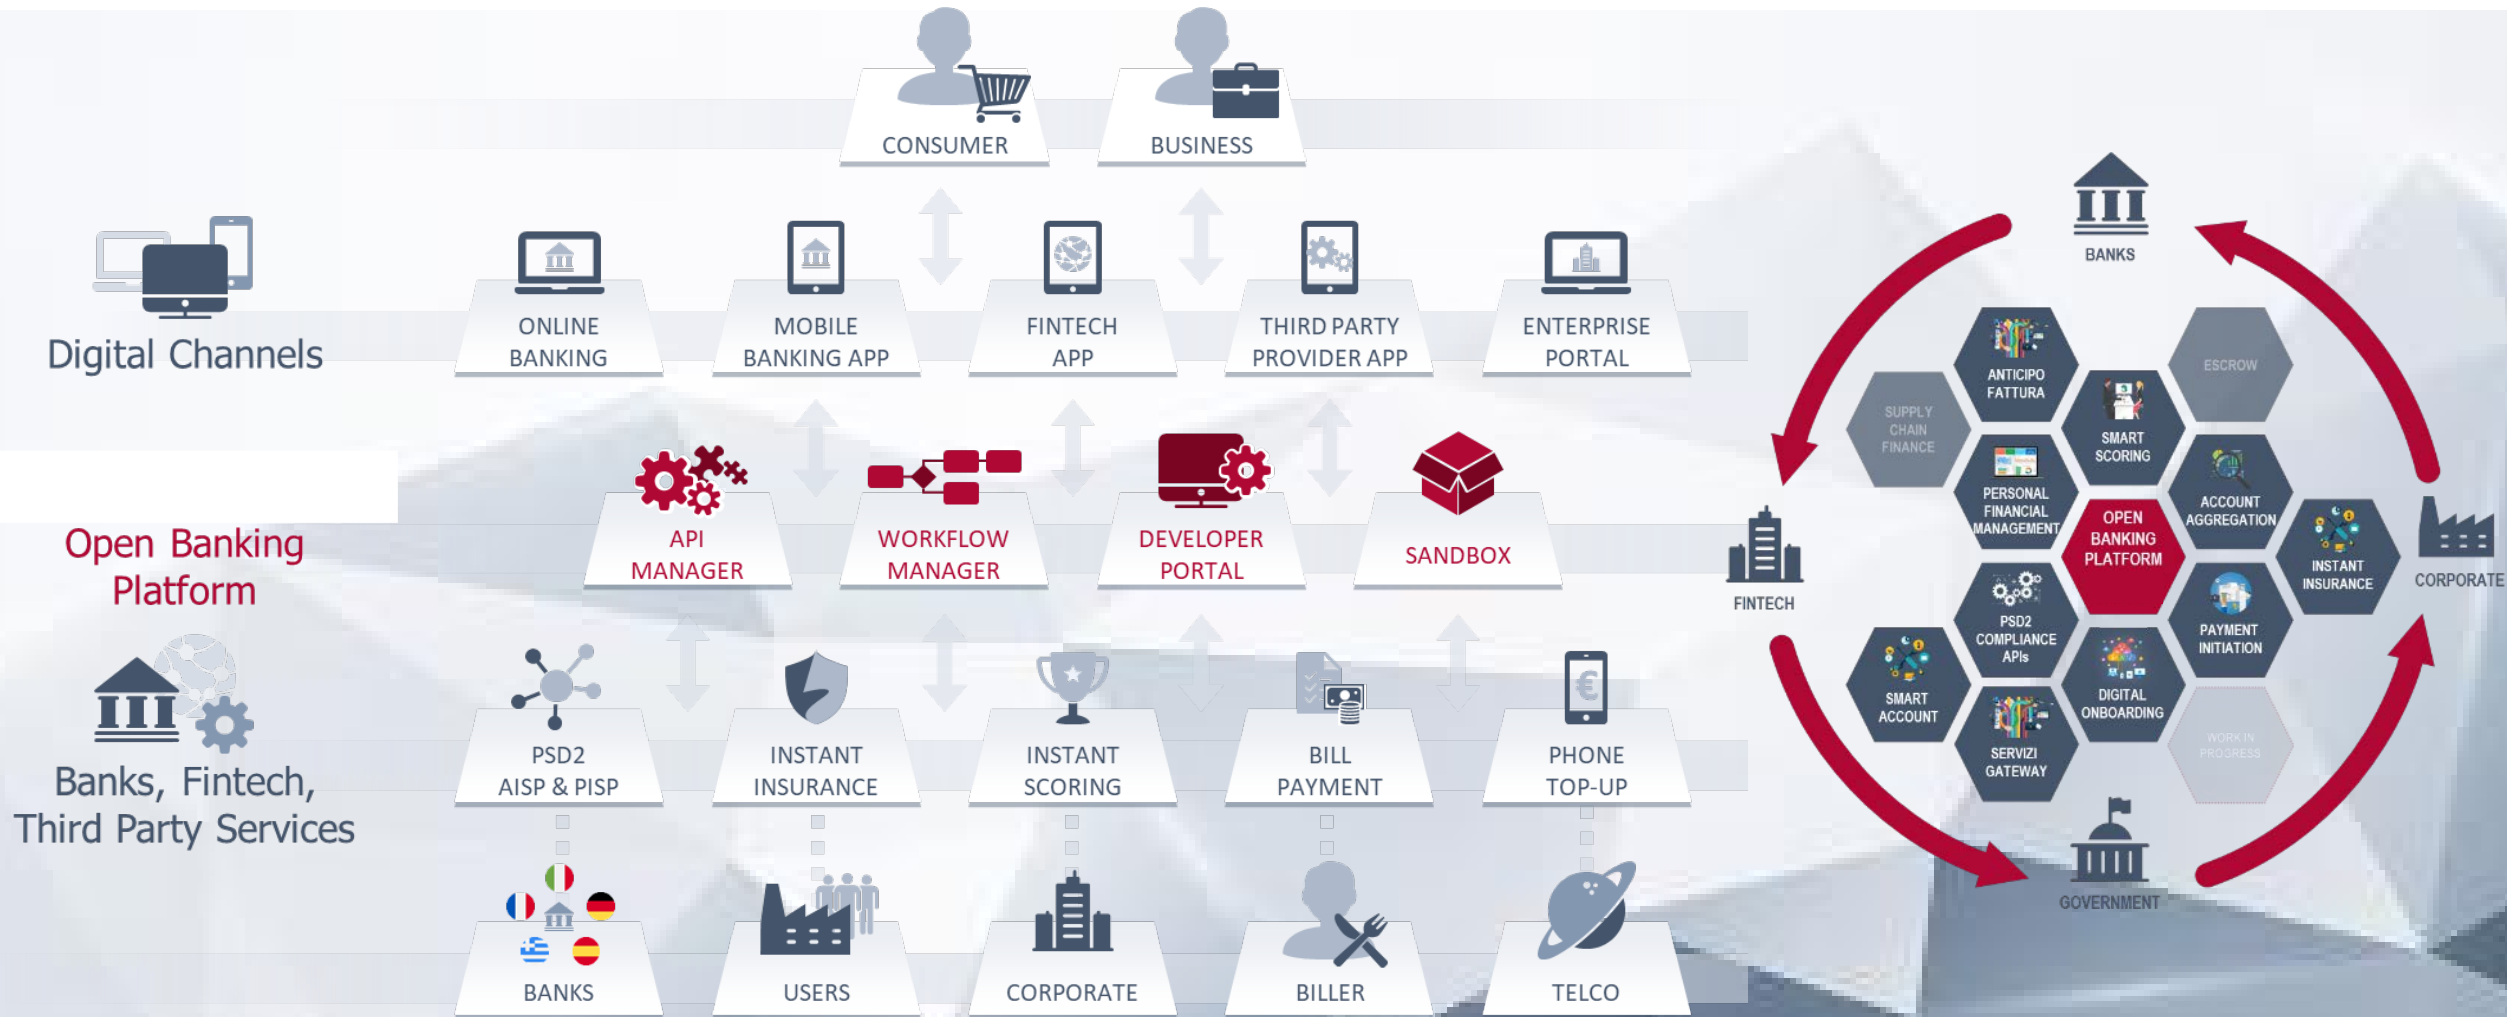 CONSUMER
BUSINESS
Digital Channels
ONLINE
BANKING
MOBILE
BANKING APP
FINTECH
APP
THIRD PARTY
PROVIDER APP
ENTERPRISE
PORTAL
Open Banking
Platform
API
MANAGER
WORKFLOW
MANAGER
DEVELOPER
PORTAL
SANDBOX
Banks, Fintech,
Third Party Services
PSD2
AISP & PISP
INSTANT
INSURANCE
INSTANT
SCORING
BILL
PAYMENT
PHONE
TOP-UP
€
BANKS
USERS
CORPORATE
BILLER
TELCO
BANKS
FINTECH
CORPORATE
GOVERNMENT
ANTICIPO
FATTURA
ESCROW
SUPPLY
CHAIN
FINANCE
SMART
SCORING
PERSONAL
FINANCIAL
MANAGEMENT
ACCOUNT
AGGREGATION
OPEN
BANKING
PLATFORM
INSTANT
INSURANCE
PSD2
COMPLIANCE
APIs
PAYMENT
INITIATION
SMART
ACCOUNT
DIGITAL
ONBOARDING
SERVIZI
GATEWAY
WORK IN
PROGRESS